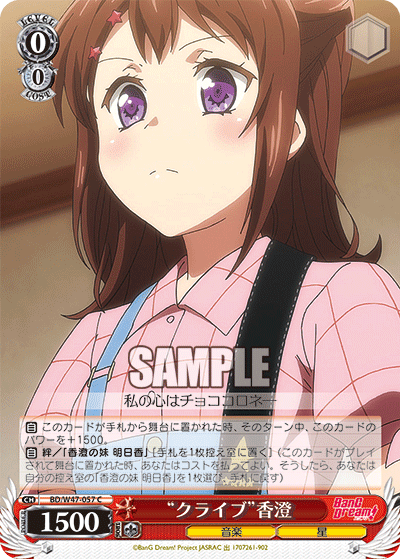 LEVEL
0
0
COST
SAMPLE
私の心はチョココロネー
自 このカードが手札から舞台に置かれた時、そのターン中、このカードの
パワーを+1500。
自 絆／「香澄の妹 明日香」［手札を1枚控え室に置く］（このカードがプレイ
されて舞台に置かれた時、あなたはコストを払ってよい。そうしたら、あなたは
自分の控え室の「香澄の妹 明日香」を1枚選び、手札に戻す）
CH
BD/W47-057 C
1500
“クライブ”香澄
音楽
星
BanG Dream!
©BanG Dream! Project JASRAC 出 1707261-902